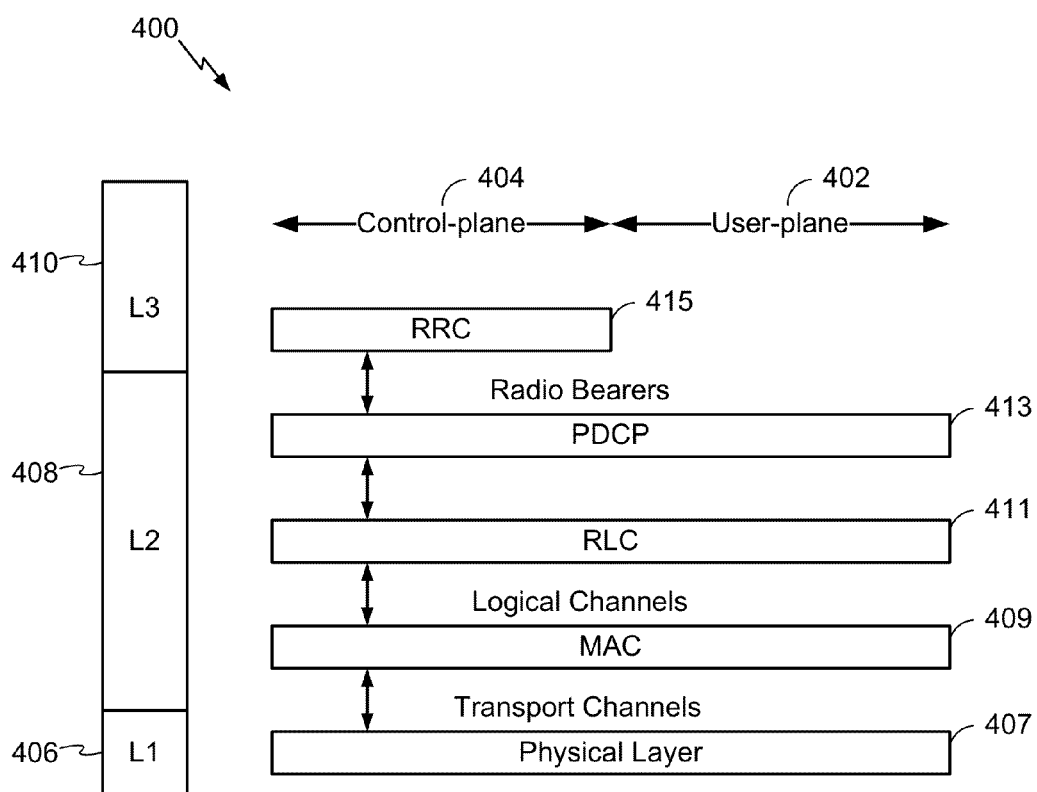 400
404
402
Control-plane
User-plane
410
L3
415
RRC
Radio Bearers
413
PDCP
408
L2
411
RLC
Logical Channels
409
MAC
Transport Channels
407
406
L1
Physical Layer